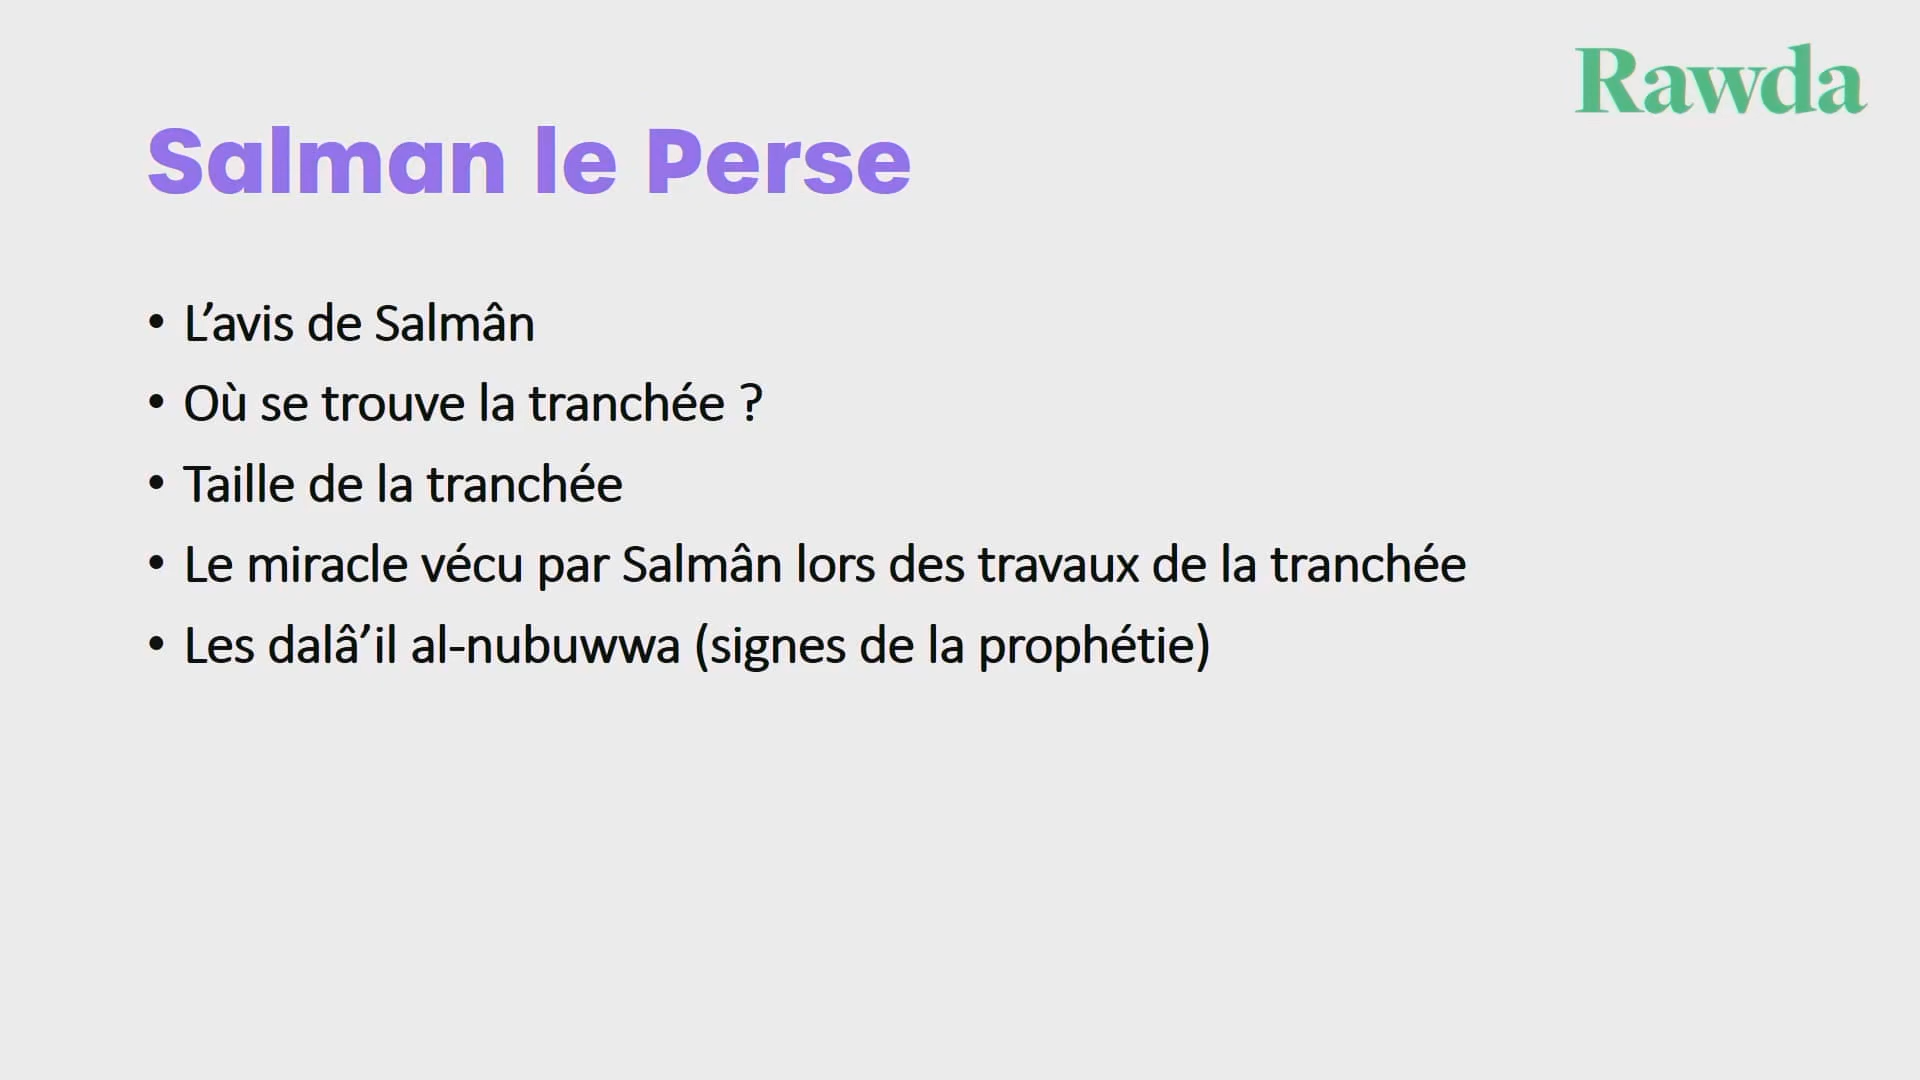 Rawda
Salman le Perse
• L’avis de Salmân
• Où se trouve la tranchée ?
• Taille de la tranchée
• Le miracle vécu par Salmân lors des travaux de la tranchée
• Les dalâ’il al-nubuwwa (signes de la prophétie)